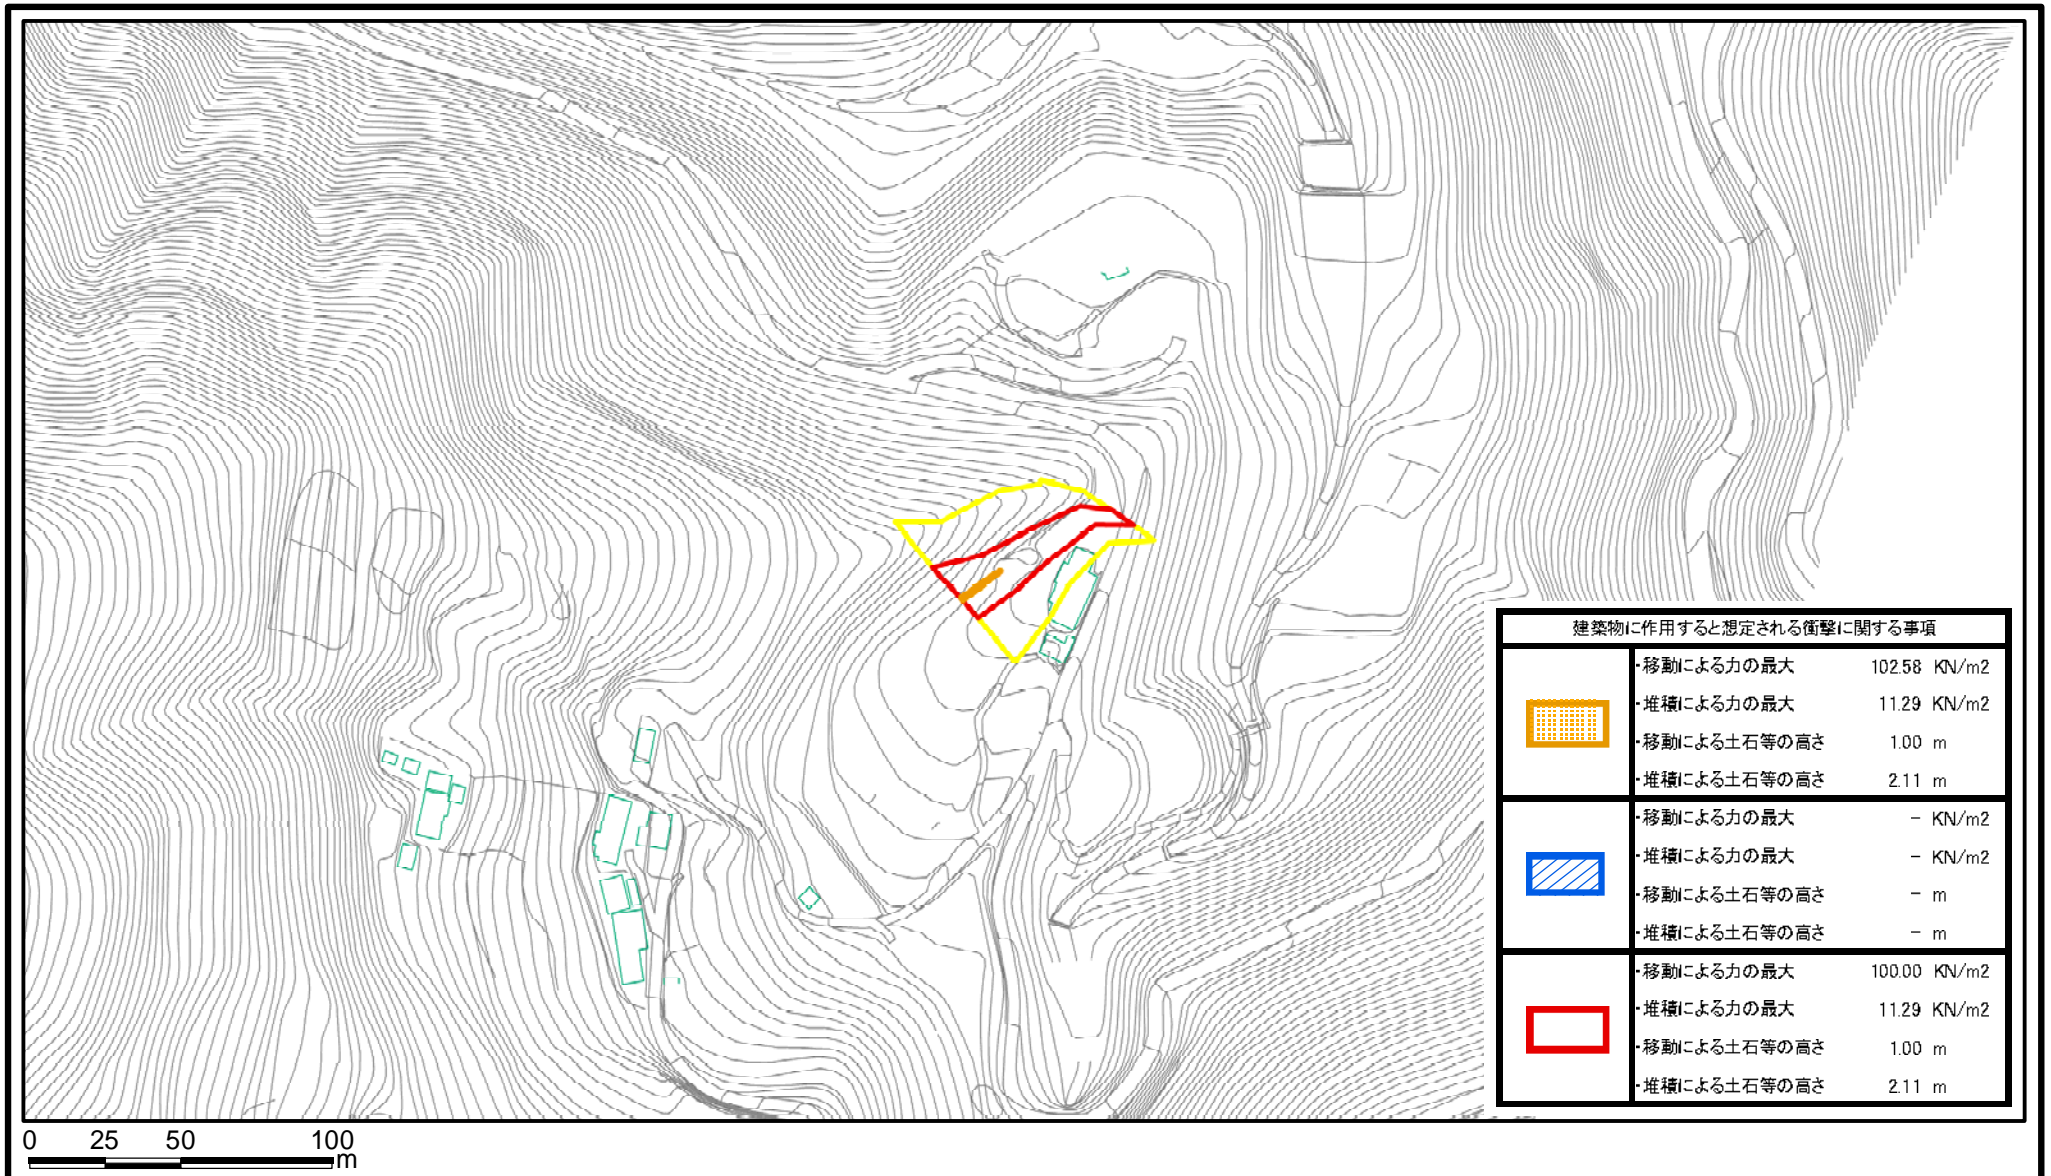 建築物に作用すると想定される衝撃に関する事項
・移動による力の最大 102.58 KN/m2
・堆積による力の最大 11.29 KN/m2
・移動による土石等の高さ 1.00 m
・堆積による土石等の高さ 2.11 m
・移動による力の最大 - KN/m2
・堆積による力の最大 - KN/m2
・移動による土石等の高さ - m
・堆積による土石等の高さ - m
・移動による力の最大 100.00 KN/m2
・堆積による力の最大 11.29 KN/m2
・移動による土石等の高さ 1.00 m
・堆積による土石等の高さ 2.11 m
0 25 50 100
m